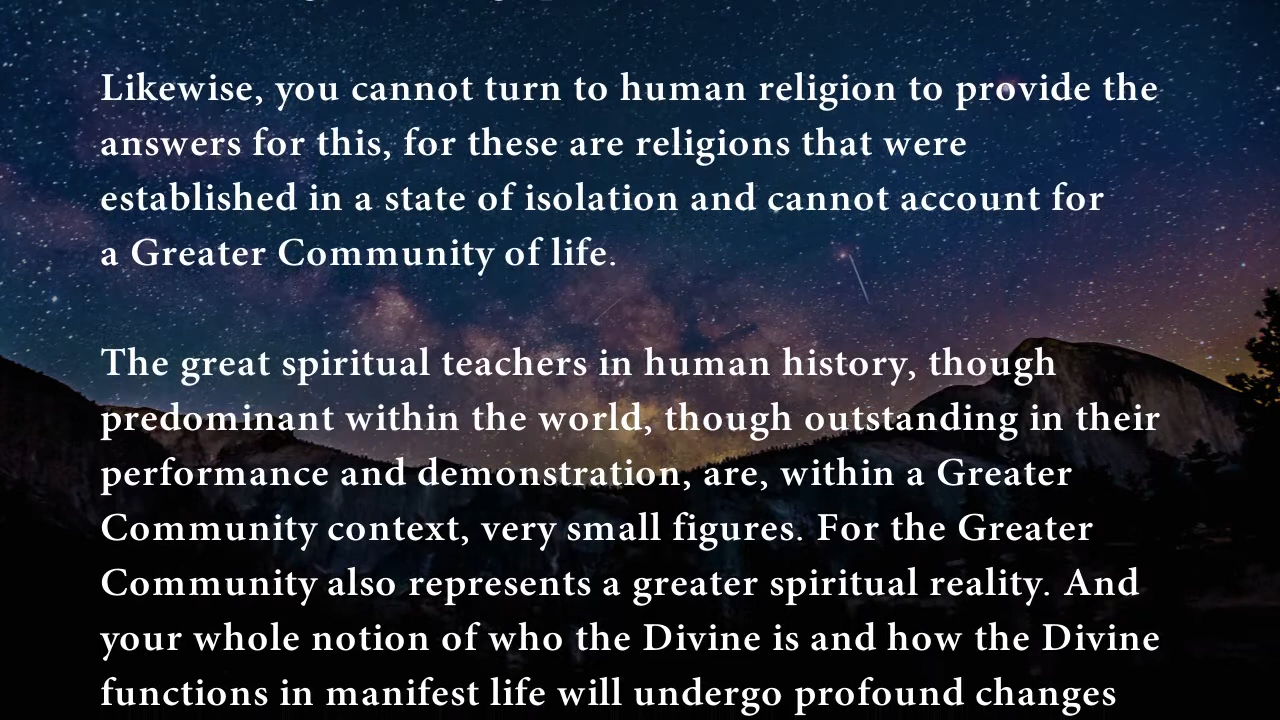 Likewise, you cannot turn to human religion to provide the
answers for this, for these are religions that were
established in a state of isolation and cannot account for
a Greater Community of life.
The great spiritual teachers in human history, though
predominant within the world, though outstanding in their
performance and demonstration, are, within a Greater
Community context, very small figures. For the Greater
Community also represents a greater spiritual reality. And
your whole notion of who the Divine is and how the Divine
functions in manifest life will undergo profound changes